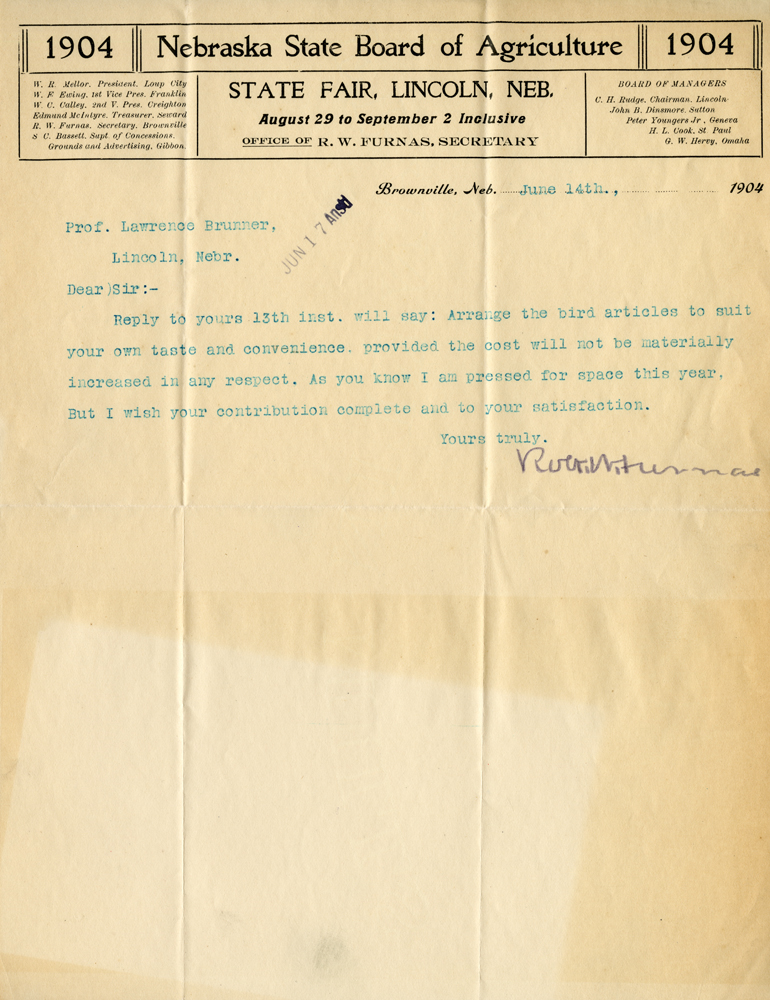 1904 Nebraska State Board of Agriculture 1904
W. R. Mellor. President. Loup City
W. F. Ewing. 1st Vice Pres. Franklin
W. C. Calley. 2nd V. Pres. Creighton
Edmund McIntyre. Treasurer. Seward
R. W. Furnas. Secretary. Brownville
S C. Bassett. Supt. of Concessions.
Grounds and Advertising. Gibbon.
STATE FAIR, LINCOLN, NEB.
August 29 to September 2 Inclusive
OFFICE OF R. W. FURNAS, SECRETARY
BOARD OF MANAGERS
C. H. Rudge. Chairman. Lincoln
John B. Dinsmore. Sutton
Peter Youngers Jr. Geneva
H. L. Cook. St. Paul
G. W. Hervy. Omaha
Brownville, Neb. June 14th., 1904
JUN 17 Ansd
Prof. Lawrence Brunner,
Lincoln, Nebr.
Dear)Sir:-
Reply to yours 13th inst. will say: Arrange the bird articles to suit
your own taste and convenience. provided the cost will not be materially
increased in any respect. As you know I am pressed for space this year.
But I wish your contribution complete and to your satisfaction.
Yours truly.
Robt. W. Furnas